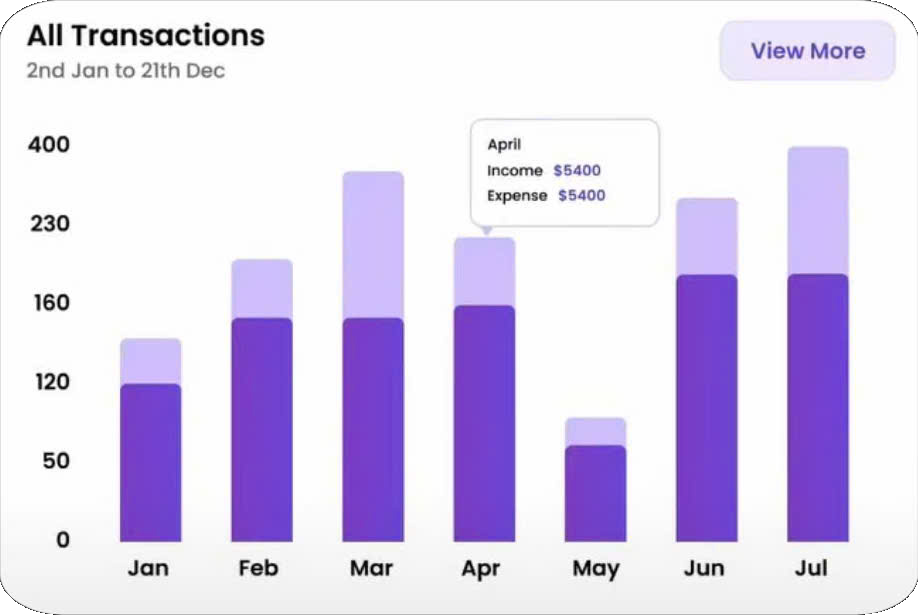 All Transactions
2nd Jan to 21th Dec
View More
400
230
160
120
50
0
April
Income $5400
Expense $5400
Jan Feb Mar Apr May Jun Jul